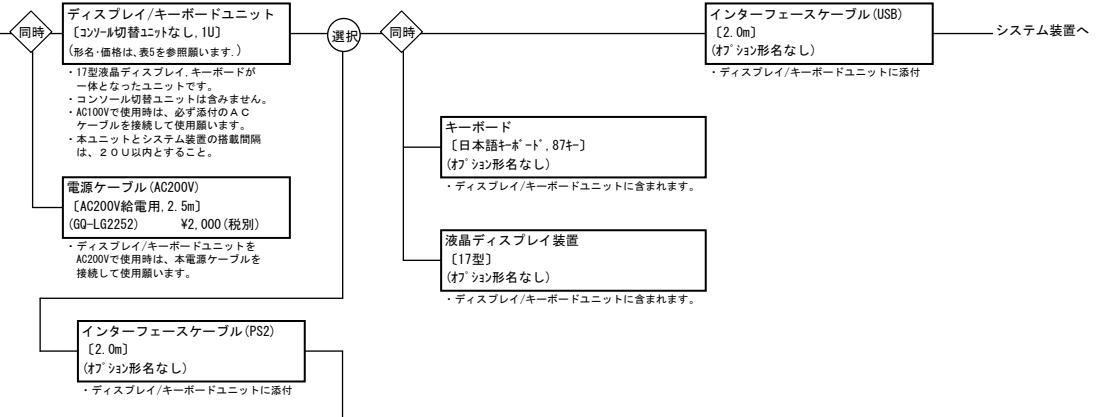 同時
ディスプレイ/キーボードユニット
〔ｺﾝｿｰﾙ切替ﾕﾆｯﾄなし,1U〕
(形名・価格は、表5を参照願います.)
・17型液晶ディスプレイ,キーボードが
一体となったユニットです。
・コンソール切替ユニットは含みません。
・AC100Vで使用時は、必ず添付のＡＣ
ケーブルを接続して使用願います。
・本ユニットとシステム装置の搭載間隔
は、２０Ｕ以内とすること。
電源ケーブル(AC200V)
〔AC200V給電用,2.5m〕
(GQ-LG2252) ¥2,000(税別)
・ディスプレイ/キーボードユニットを
AC200Vで使用時は、本電源ケーブルを
接続して使用願います。
選択
同時
インターフェースケーブル(USB)
〔2.0m〕
(ｵﾌﾟｼｮﾝ形名なし)
・ディスプレイ/キーボードユニットに添付
システム装置へ
キーボード
〔日本語ｷｰﾎﾞｰﾄﾞ,87ｷｰ〕
(ｵﾌﾟｼｮﾝ形名なし)
・ディスプレイ/キーボードユニットに含まれます。
液晶ディスプレイ装置
〔17型〕
(ｵﾌﾟｼｮﾝ形名なし)
・ディスプレイ/キーボードユニットに含まれます。
インターフェースケーブル(PS2)
〔2.0m〕
(ｵﾌﾟｼｮﾝ形名なし)
・ディスプレイ/キーボードユニットに添付